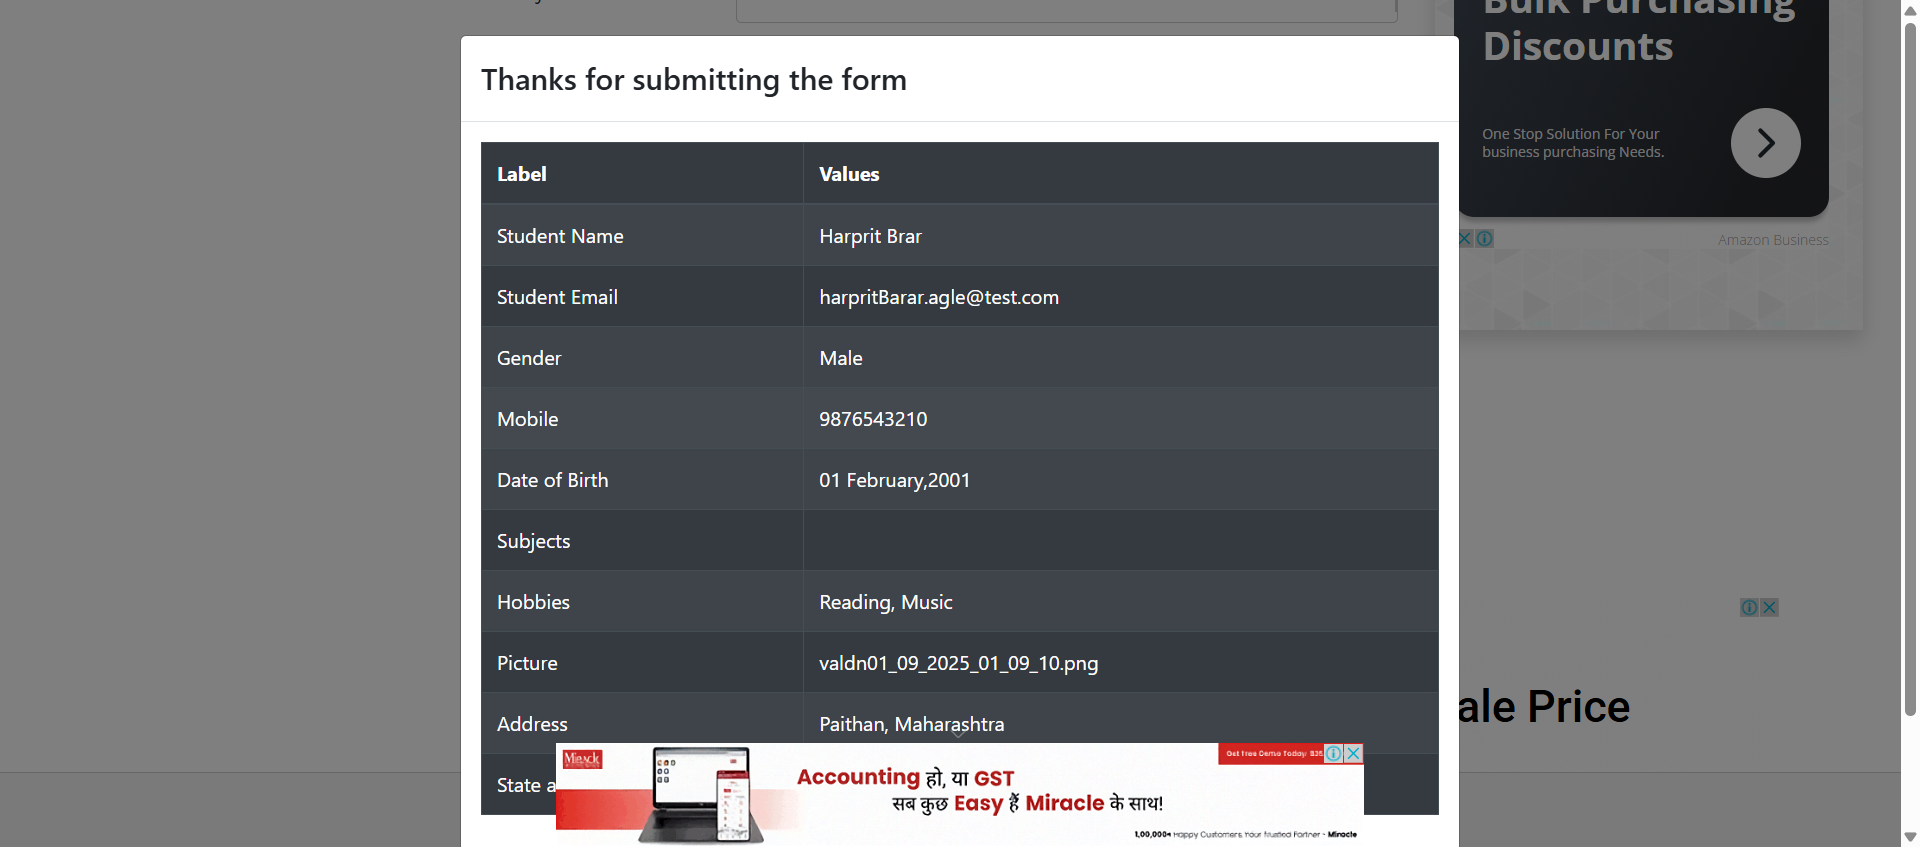 Bulk Purchasing
Discounts
One Stop Solution For Your
business purchasing Needs.
Amazon Business
Thanks for submitting the form
Label Values
Student Name Harprit Brar
Student Email harpritBarar.agle@test.com
Gender Male
Mobile 9876543210
Date of Birth 01 February,2001
Subjects
Hobbies Reading, Music
Picture valdn01_09_2025_01_09_10.png
Address Paithan, Maharashtra
State a
ale Price
Miracle
Get Free Demo Today
Accounting हो, या GST
सब कुछ Easy हैं Miracle के साथ!
1,00,000+ Happy Customers, Your Trusted Partner - Miracle